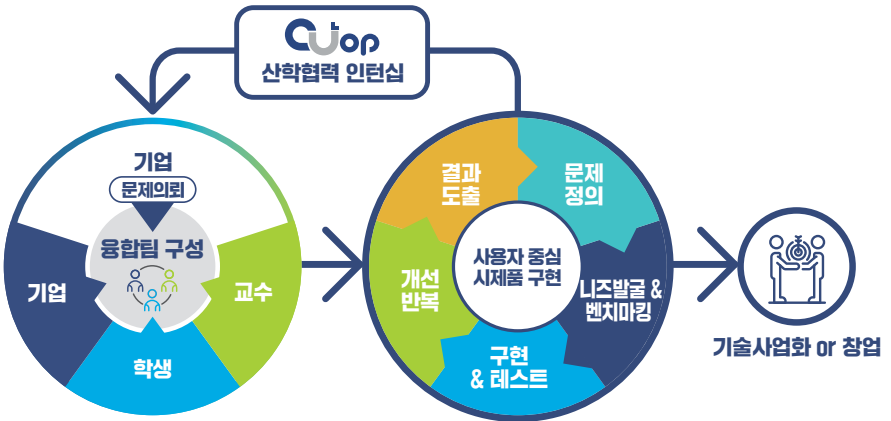 CUtop
산학협력 인턴십
기업
문제의뢰
융합팀 구성
기업
교수
학생
결과
도출
문제
정의
개선
반복
사용자 중심
시제품 구현
니즈발굴 &
벤치마킹
구현
& 테스트
기술사업화 or 창업